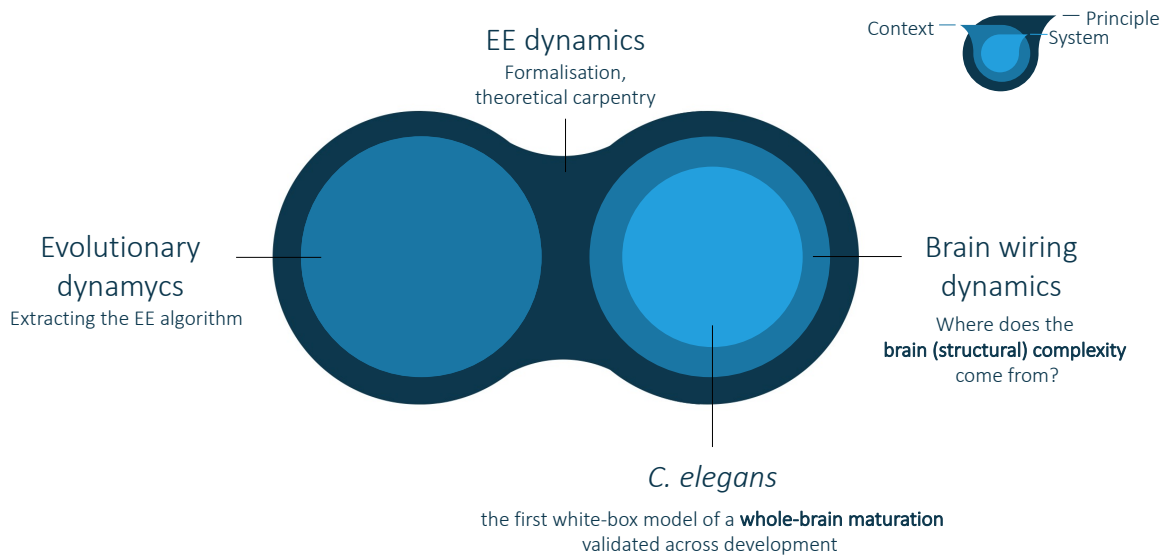 EE dynamics
Formalisation,
theoretical carpentry
Context
Principle
System
Evolutionary
dynamycs
Extracting the EE algorithm
Brain wiring
dynamics
Where does the
brain (structural) complexity
come from?
C. elegans
the first white-box model of a whole-brain maturation
validated across development